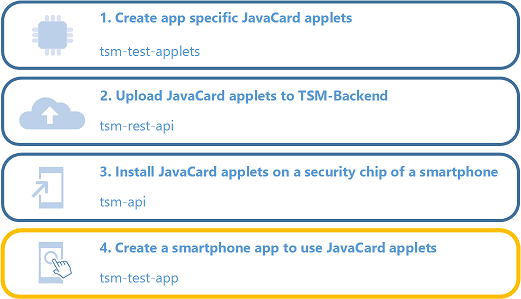 1. Create app specific JavaCard applets
tsm-test-applets
2. Upload JavaCard applets to TSM-Backend
tsm-rest-api
3. Install JavaCard applets on a security chip of a smartphone
tsm-api
4. Create a smartphone app to use JavaCard applets
tsm-test-app